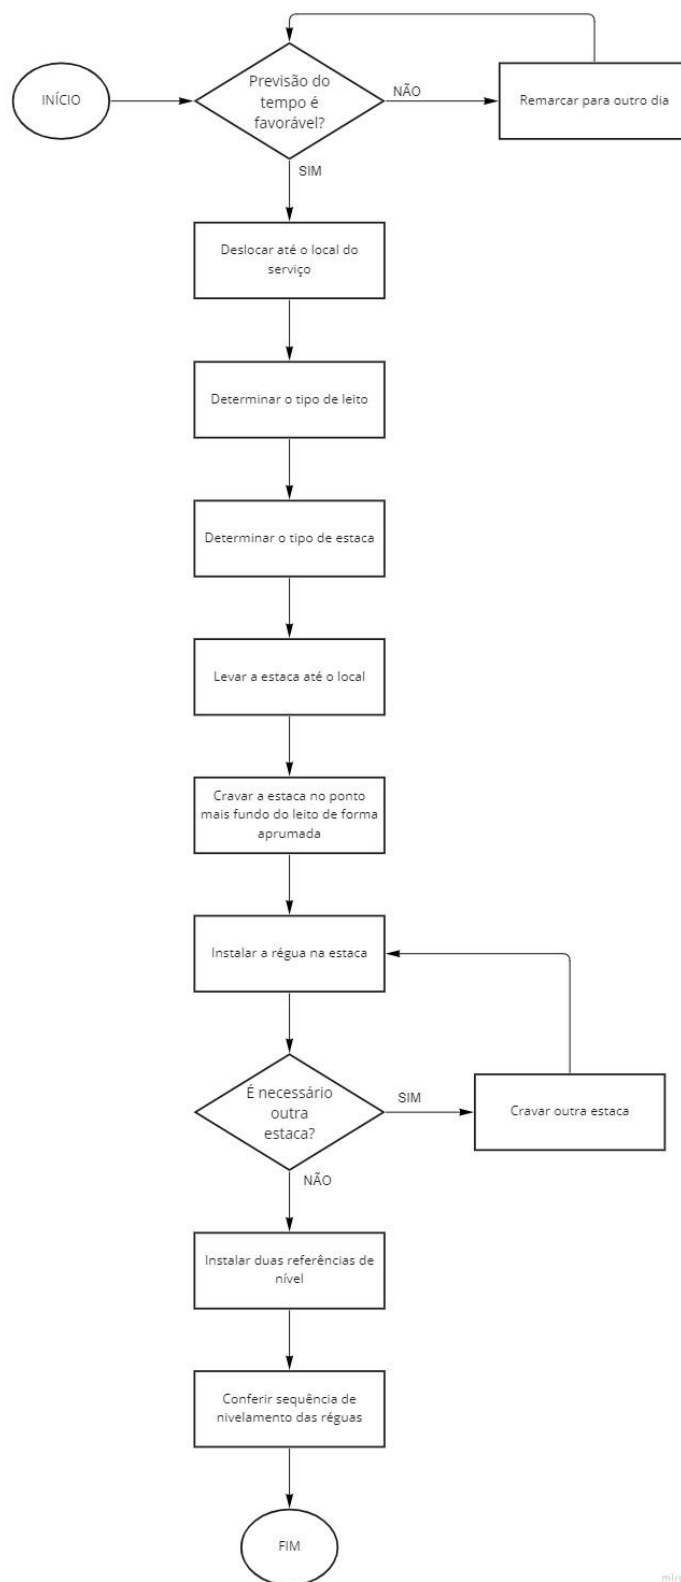 INÍCIO
Previsão do
tempo é
favorável?
NÃO
Remarcar para outro dia
SIM
Deslocar até o local do
serviço
Determinar o tipo de leito
Determinar o tipo de estaca
Levar a estaca até o local
Cravar a estaca no ponto
mais fundo do leito de forma
aprumada
Instalar a régua na estaca
É necessário
outra
estaca?
SIM
Cravar outra estaca
NÃO
Instalar duas referências de
nível
Conferir sequência de
nivelamento das réguas
FIM